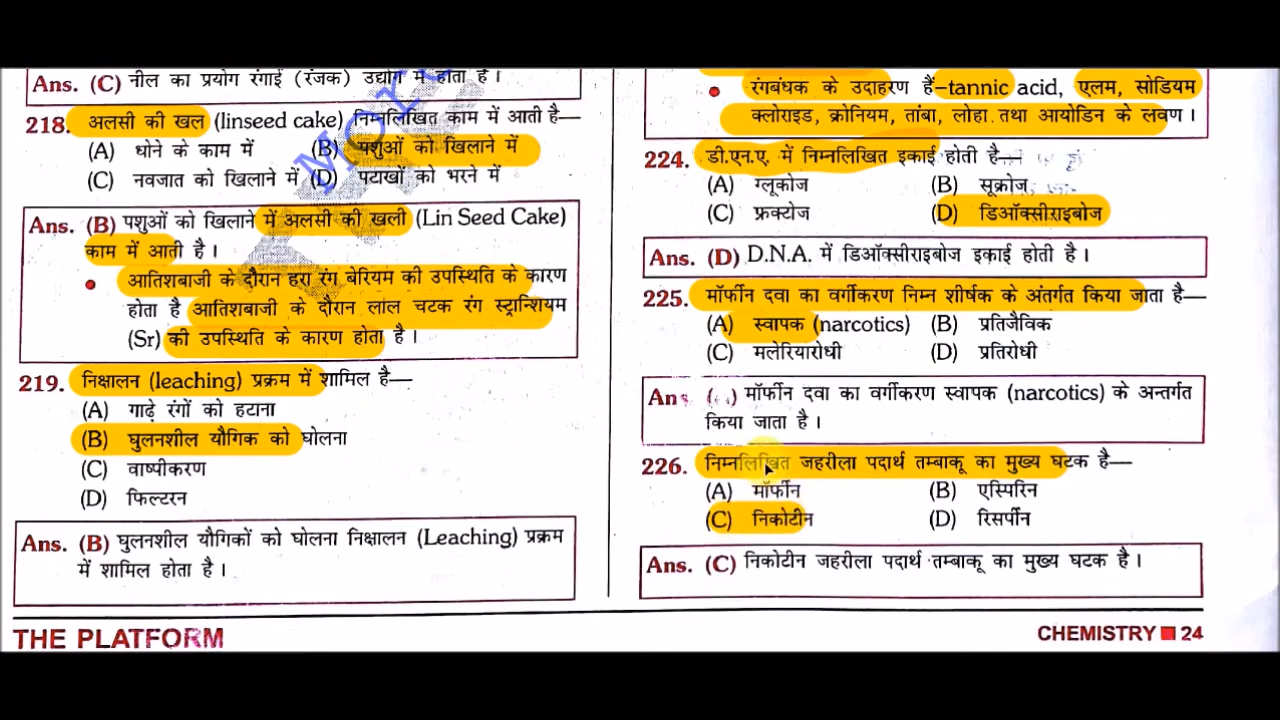 Ans. (C) नील का प्रयोग रंगाई (रंजक) उद्योग में होता है।
218. अलसी की खल (linseed cake) निम्नलिखित काम में आती है—
(A) धोने के काम में (B) पशुओं को खिलाने में
(C) नवजात को खिलाने में (D) पटाखों को भरने में
Ans. (B) पशुओं को खिलाने में अलसी की खली (Lin Seed Cake)
काम में आती है।
• आतिशबाजी के दौरान हरा रंग बेरियम की उपस्थिति के कारण
होता है आतिशबाजी के दौरान लाल चटक रंग स्ट्रान्शियम
(Sr) की उपस्थिति के कारण होता है।
219. निक्षालन (leaching) प्रक्रम में शामिल है—
(A) गाढ़े रंगों को हटाना
(B) घुलनशील यौगिक को घोलना
(C) वाष्पीकरण
(D) फिल्टरन
Ans. (B) घुलनशील यौगिकों को घोलना निक्षालन (Leaching) प्रक्रम
में शामिल होता है।
• रंगबंधक के उदाहरण हैं–tannic acid, एलम, सोडियम
क्लोराइड, क्रोनियम, तांबा, लोहा तथा आयोडिन के लवण।
224. डी.एन.ए. में निम्नलिखित इकाई होती है—
(A) ग्लूकोज (B) सूक्रोज
(C) फ्रक्टोज (D) डिऑक्सीराइबोज
Ans. (D) D.N.A. में डिऑक्सीराइबोज इकाई होती है।
225. मॉर्फीन दवा का वर्गीकरण निम्न शीर्षक के अंतर्गत किया जाता है—
(A) स्वापक (narcotics) (B) प्रतिजैविक
(C) मलेरियारोधी (D) प्रतिरोधी
Ans मॉर्फीन दवा का वर्गीकरण स्वापक (narcotics) के अन्तर्गत
किया जाता है।
226. निम्नलिखित जहरीला पदार्थ तम्बाकू का मुख्य घटक है—
(A) मॉर्फीन (B) एस्पिरिन
(C) निकोटीन (D) रिसर्पीन
Ans. (C) निकोटीन जहरीला पदार्थ तम्बाकू का मुख्य घटक है।
THE PLATFORM
CHEMISTRY ■ 24